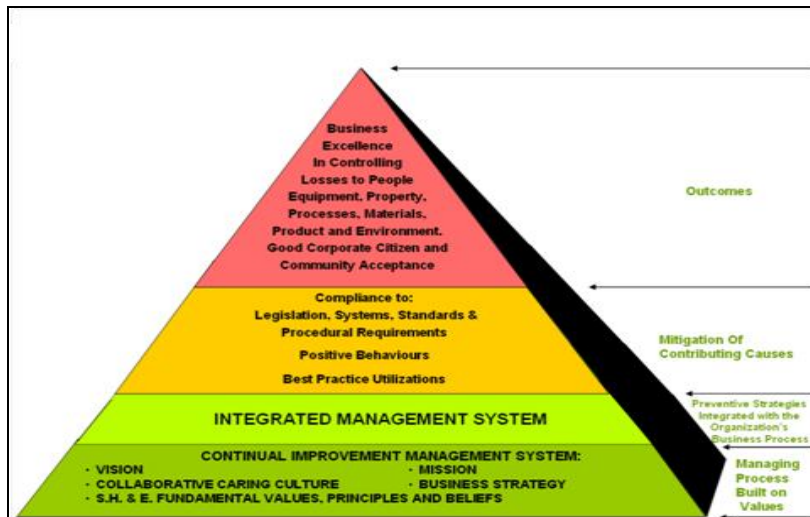 Business
Excellence
In Controlling
Losses to People
Equipment, Property,
Processes, Materials,
Product and Environment.
Good Corporate Citizen and
Community Acceptance
Outcomes
Compliance to:
Legislation, Systems, Standards &
Procedural Requirements
Positive Behaviours
Best Practice Utilizations
Mitigation Of
Contributing Causes
INTEGRATED MANAGEMENT SYSTEM
Preventive Strategies
Integrated with the
Organization's
Business Process
CONTINUAL IMPROVEMENT MANAGEMENT SYSTEM:
· VISION · MISSION
· COLLABORATIVE CARING CULTURE · BUSINESS STRATEGY
· S.H. & E. FUNDAMENTAL VALUES, PRINCIPLES AND BELIEFS
Managing
Process
Built on
Values